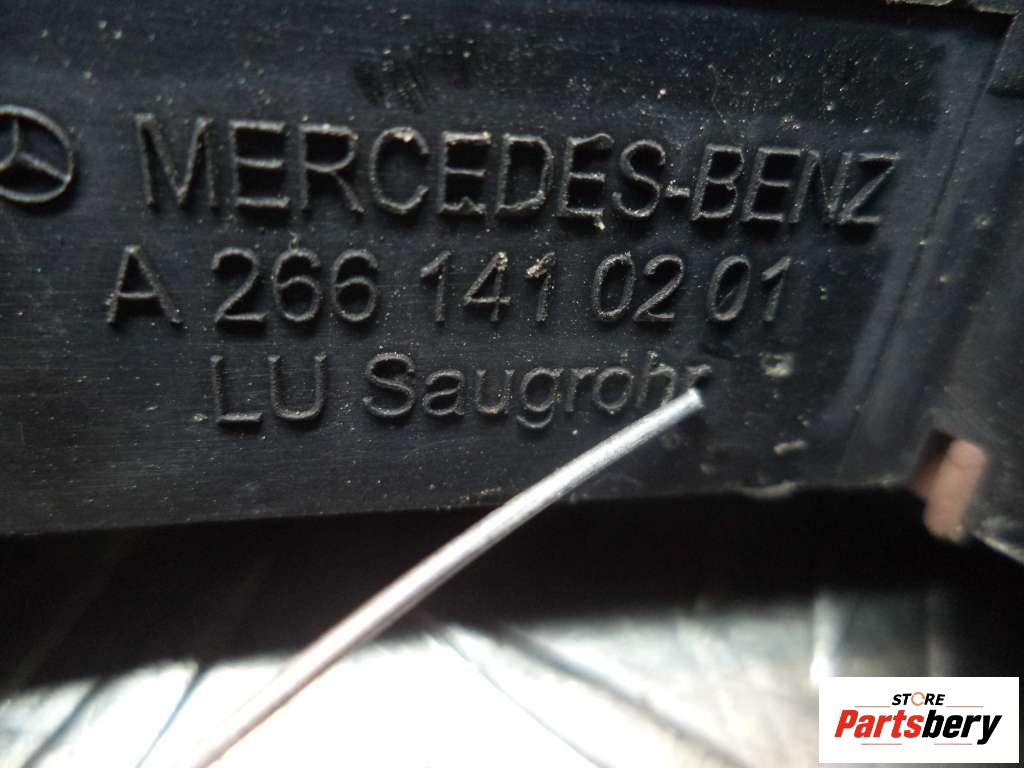 MERCEDES-BENZ
A 266 141 02 01
LU Saugrohr
STORE
Partsbery